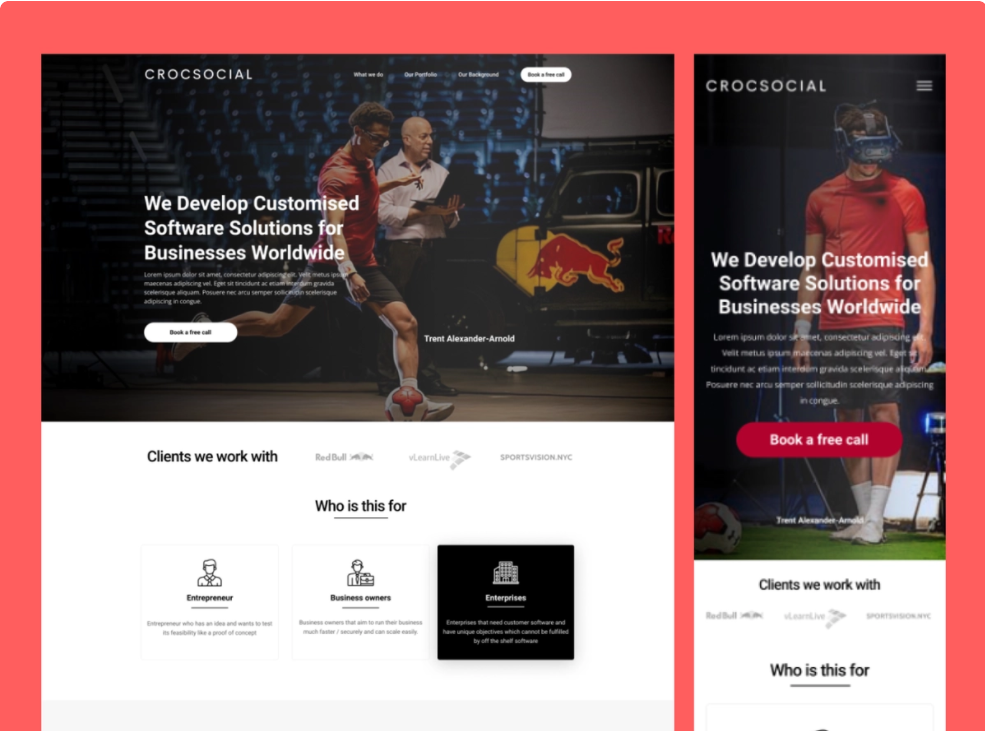 CROCSOCIAL
What we do
Our Portfolio
Our Background
Book a free call
We Develop Customised
Software Solutions for
Businesses Worldwide
Lorem ipsum dolor sit amet, consectetur adipiscing elit. Velit metus ipsum
maecenas adipiscing vel. Eget sit tincidunt ac etiam interdum gravida
scelerisque aliquam. Posuere nec arcu semper sollicitudin scelerisque
adipiscing in congue.
Book a free call
Trent Alexander-Arnold
Clients we work with
Red Bull
vLearnLive
SPORTSVISION.NYC
Who is this for
Entrepreneur
Entrepreneur who has an idea and wants to test
its feasibility like a proof of concept
Business owners
Business owners that aim to run their business
much faster / securely and can scale easily.
Enterprises
Enterprises that need customer software and
have unique objectives which cannot be fulfilled
by off the shelf software
CROCSOCIAL
We Develop Customised
Software Solutions for
Businesses Worldwide
Lorem ipsum dolor sit amet, consectetur adipiscing elit.
Velit metus ipsum maecenas adipiscing vel. Eget sit
tincidunt ac etiam interdum gravida scelerisque aliquam.
Posuere nec arcu semper sollicitudin scelerisque adipiscing
in congue.
Book a free call
Trent Alexander-Arnold
Clients we work with
Red Bull
vLearnLive
SPORTSVISION.NYC
Who is this for